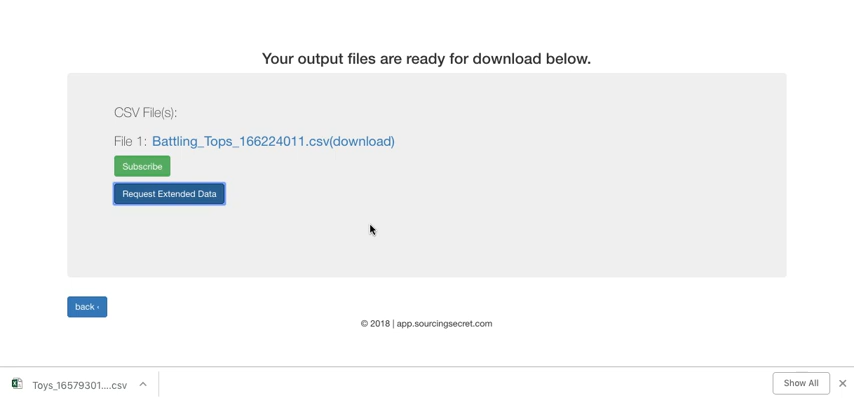 Your output files are ready for download below.
CSV File(s):
File 1: Battling_Tops_166224011.csv(download)
Subscribe
Request Extended Data
back ›
© 2018 | app.sourcingsecret.com
Toys_16579301....csv
Show All